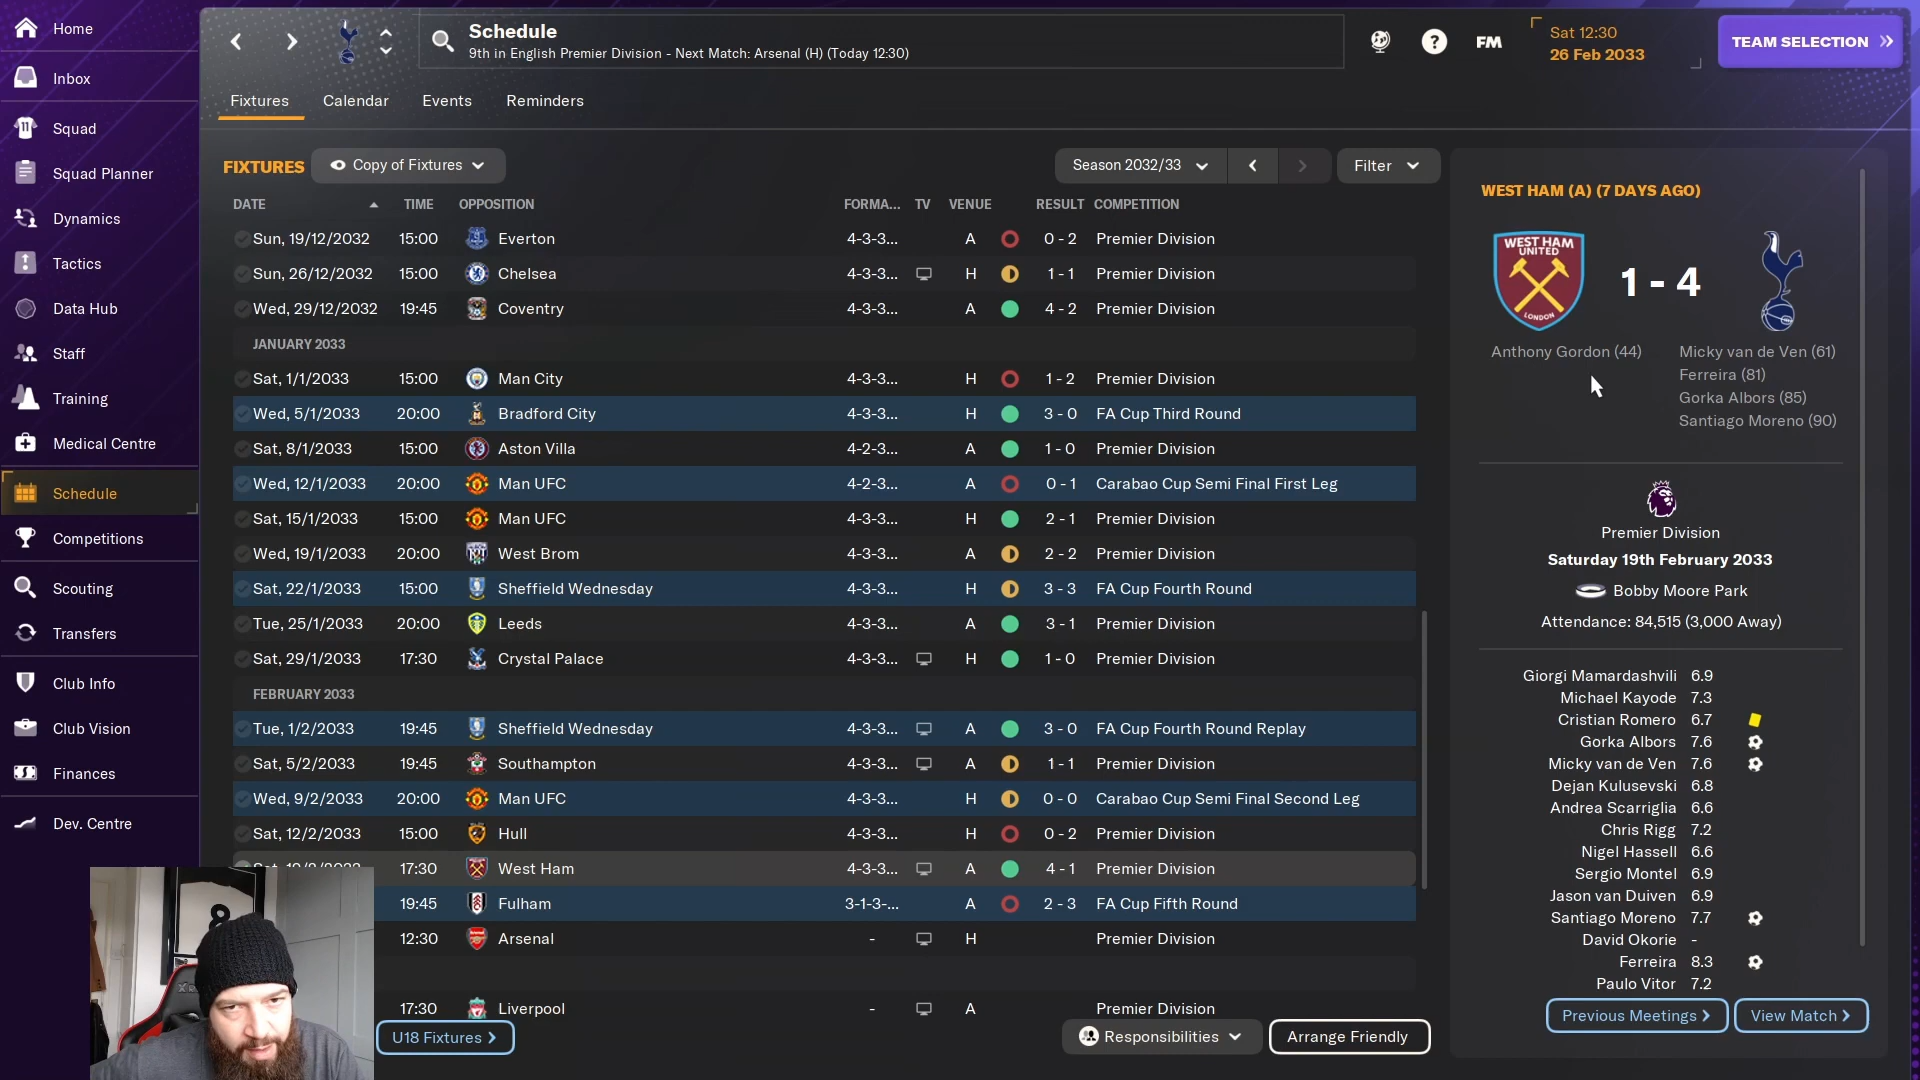 Home
Inbox
Squad
Squad Planner
Dynamics
Tactics
Data Hub
Staff
Training
Medical Centre
Schedule
Competitions
Scouting
Transfers
Club Info
Club Vision
Finances
Dev. Centre
Schedule
9th in English Premier Division - Next Match: Arsenal (H) (Today 12:30)
? FM
Sat 12:30
26 Feb 2033
TEAM SELECTION
Fixtures Calendar Events Reminders
FIXTURES Copy of Fixtures Season 2032/33 Filter
DATE TIME OPPOSITION FORMA... TV VENUE RESULT COMPETITION
Sun, 19/12/2032 15:00 Everton 4-3-3... A 0 - 2 Premier Division
Sun, 26/12/2032 15:00 Chelsea 4-3-3... H 1 - 1 Premier Division
Wed, 29/12/2032 19:45 Coventry 4-3-3... A 4 - 2 Premier Division
JANUARY 2033
Sat, 1/1/2033 15:00 Man City 4-3-3... H 1 - 2 Premier Division
Wed, 5/1/2033 20:00 Bradford City 4-3-3... H 3 - 0 FA Cup Third Round
Sat, 8/1/2033 15:00 Aston Villa 4-2-3... A 1 - 0 Premier Division
Wed, 12/1/2033 20:00 Man UFC 4-2-3... A 0 - 1 Carabao Cup Semi Final First Leg
Sat, 15/1/2033 15:00 Man UFC 4-3-3... H 2 - 1 Premier Division
Wed, 19/1/2033 20:00 West Brom 4-3-3... A 2 - 2 Premier Division
Sat, 22/1/2033 15:00 Sheffield Wednesday 4-3-3... H 3 - 3 FA Cup Fourth Round
Tue, 25/1/2033 20:00 Leeds 4-3-3... A 3 - 1 Premier Division
Sat, 29/1/2033 17:30 Crystal Palace 4-3-3... H 1 - 0 Premier Division
FEBRUARY 2033
Tue, 1/2/2033 19:45 Sheffield Wednesday 4-3-3... A 3 - 0 FA Cup Fourth Round Replay
Sat, 5/2/2033 19:45 Southampton 4-3-3... A 1 - 1 Premier Division
Wed, 9/2/2033 20:00 Man UFC 4-3-3... H 0 - 0 Carabao Cup Semi Final Second Leg
Sat, 12/2/2033 15:00 Hull 4-3-3... H 0 - 2 Premier Division
17:30 West Ham 4-3-3... A 4 - 1 Premier Division
19:45 Fulham 3-1-3-... A 2 - 3 FA Cup Fifth Round
12:30 Arsenal - H Premier Division
17:30 Liverpool - A Premier Division
U18 Fixtures Responsibilities Arrange Friendly
WEST HAM (A) (7 DAYS AGO)
WEST HAM
UNITED
LONDON
1 - 4
Anthony Gordon (44) Micky van de Ven (61)
Ferreira (81)
Gorka Albors (85)
Santiago Moreno (90)
Premier Division
Saturday 19th February 2033
Bobby Moore Park
Attendance: 84,515 (3,000 Away)
Giorgi Mamardashvili 6.9
Michael Kayode 7.3
Cristian Romero 6.7
Gorka Albors 7.6
Micky van de Ven 7.6
Dejan Kulusevski 6.8
Andrea Scarriglia 6.6
Chris Rigg 7.2
Nigel Hassell 6.6
Sergio Montel 6.9
Jason van Duiven 6.9
Santiago Moreno 7.7
David Okorie -
Ferreira 8.3
Paulo Vitor 7.2
Previous Meetings View Match